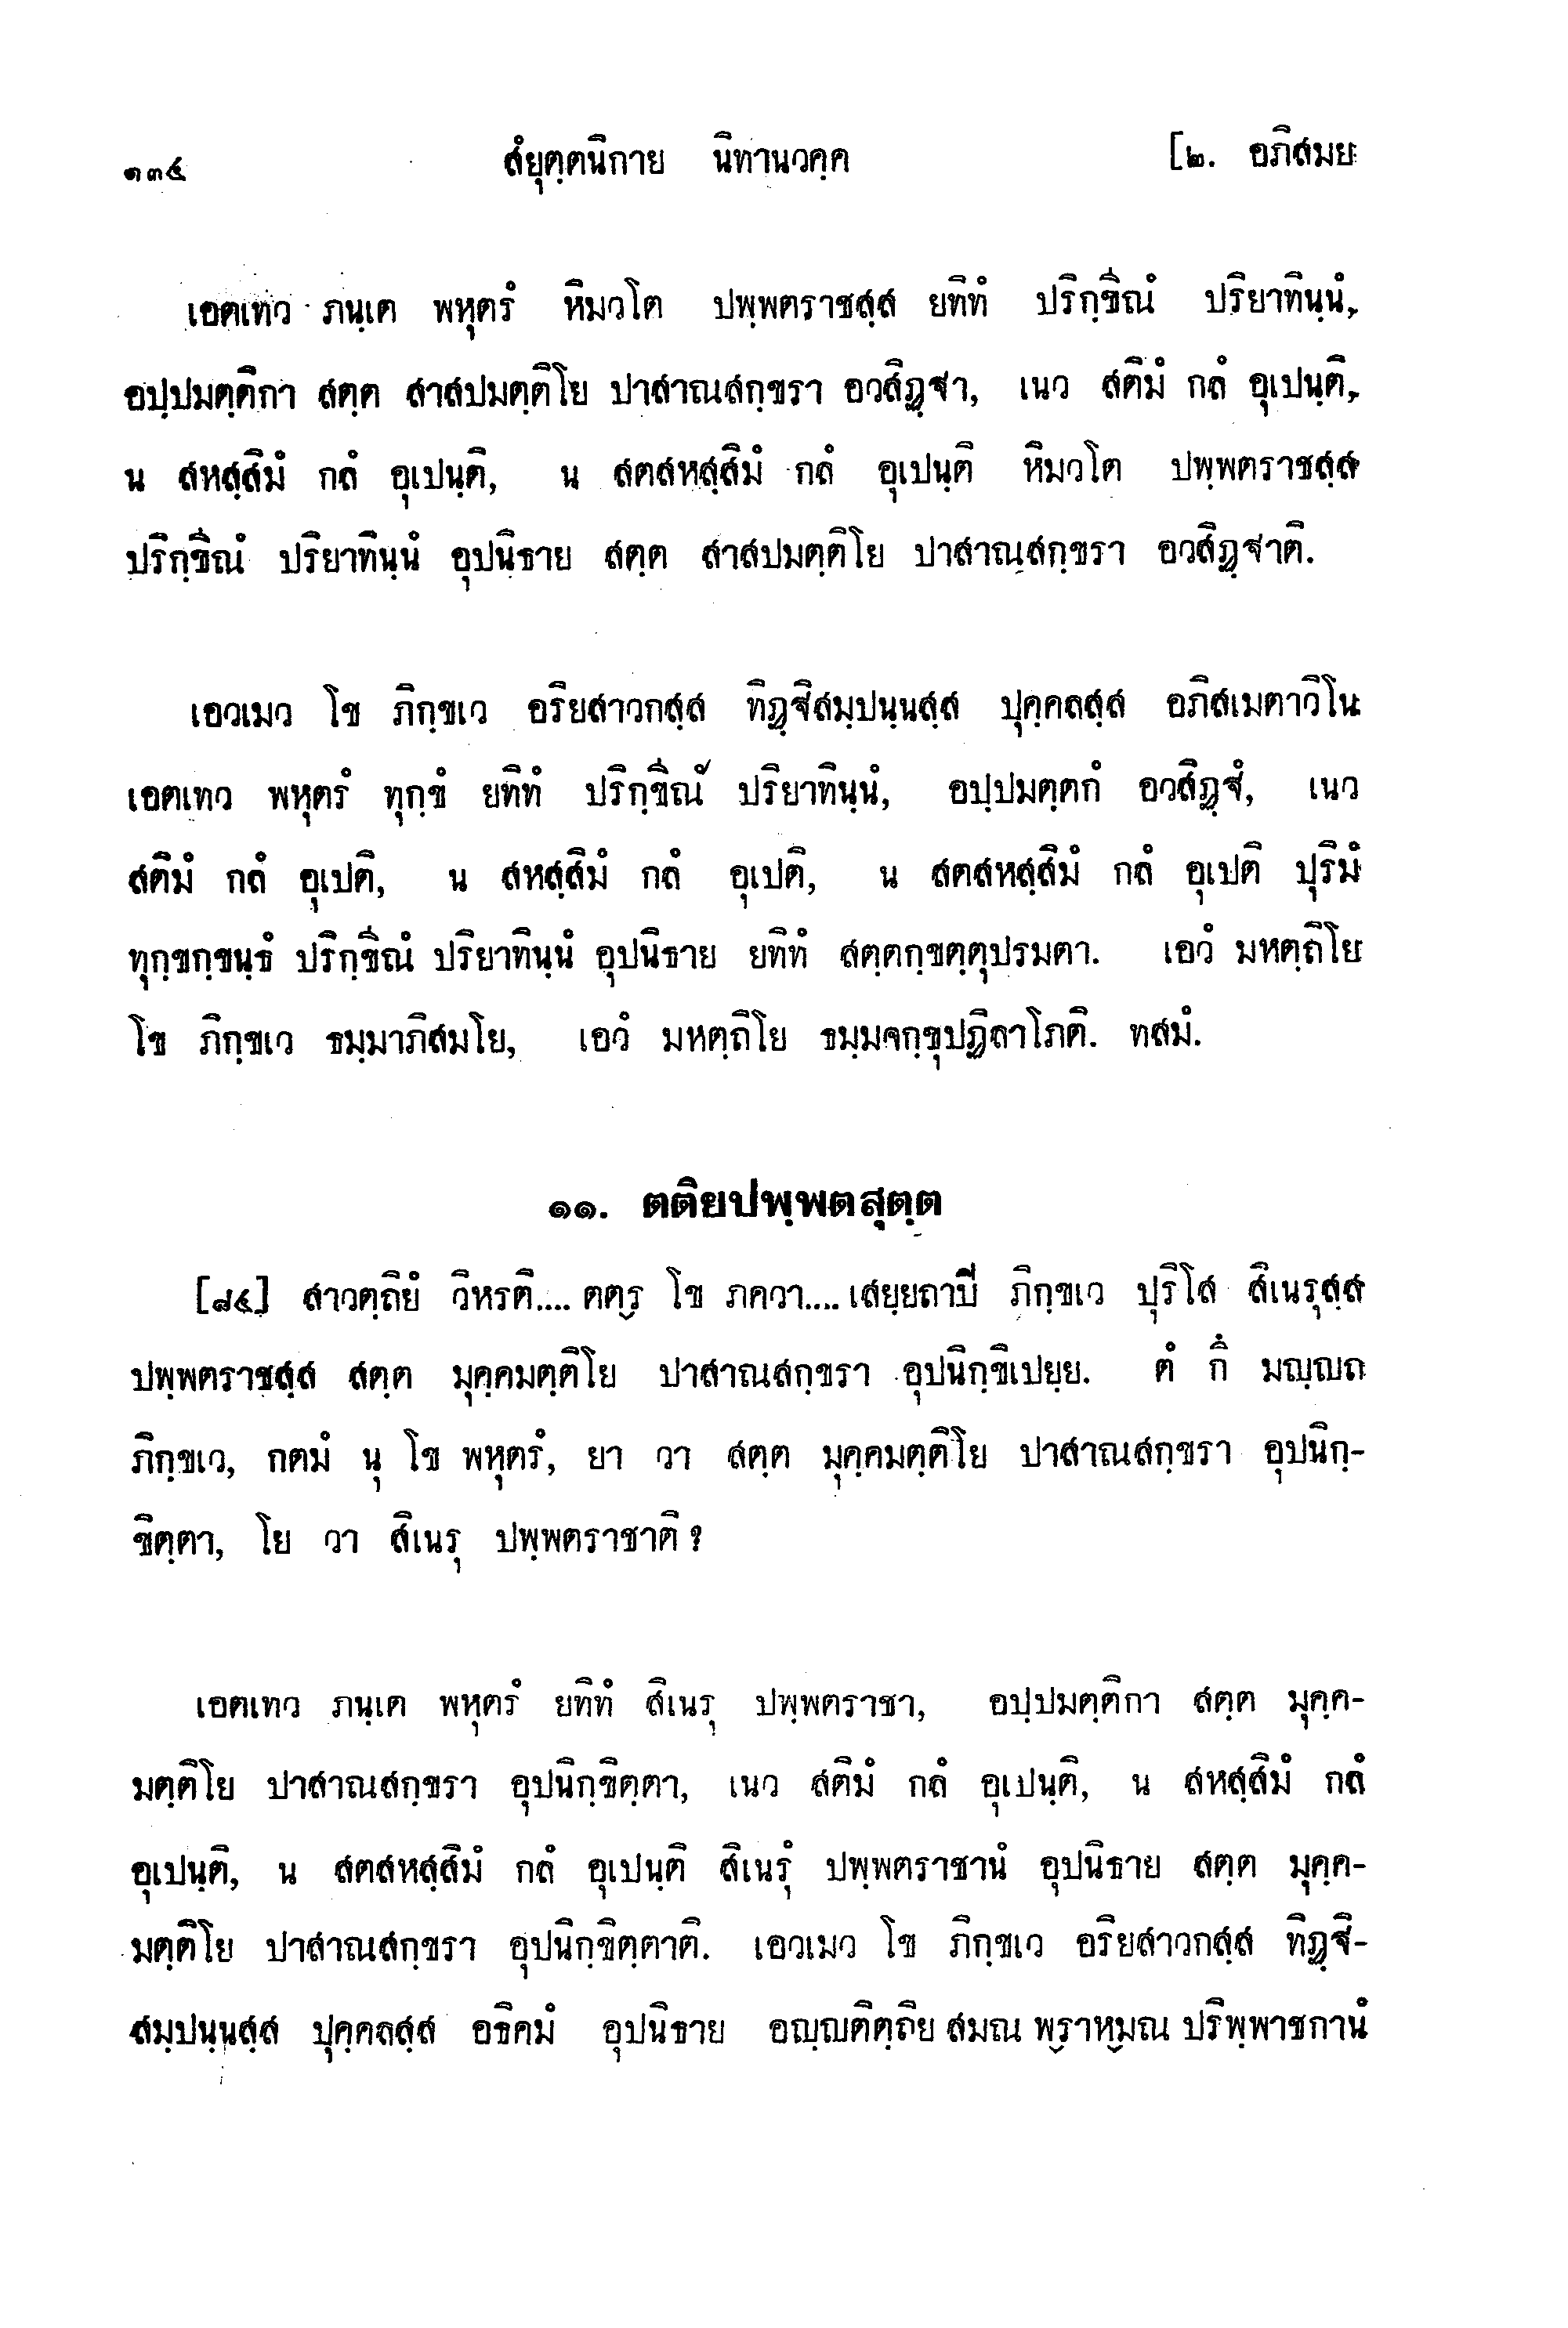 ๑๓๔ สํยุตฺตนิกาย นิทานวคฺค [๒. อภิสมย
เอตเทว ภนฺเต พหุตรํ หิมวโต ปพฺพตราชสฺส ยทิทํ ปริกฺขีณํ ปริยาทินฺนํ,
อปฺปมตฺติกา สตฺต สาสปมตฺติโย ปาสาณสกฺขรา อวสิฏฺฐา, เนว สติมํ กลํ อุเปนฺติ,
น สหสฺสิมํ กลํ อุเปนฺติ, น สตสหสฺสิมํ กลํ อุเปนฺติ หิมวโต ปพฺพตราชสฺส
ปริกฺขีณํ ปริยาทินฺนํ อุปนิธาย สตฺต สาสปมตฺติโย ปาสาณสกฺขรา อวสิฏฺฐาติ.
เอวเมว โข ภิกฺขเว อริยสาวกสฺส ทิฏฺฐิสมฺปนฺนสฺส ปุคฺคลสฺส อภิสเมตาวิโน
เอตเทว พหุตรํ ทุกฺขํ ยทิทํ ปริกฺขีณํ ปริยาทินฺนํ, อปฺปมตฺตกํ อวสิฏฺฐํ, เนว
สติมํ กลํ อุเปติ, น สหสฺสิมํ กลํ อุเปติ, น สตสหสฺสิมํ กลํ อุเปติ ปุริมํ
ทุกฺขกฺขนฺธํ ปริกฺขีณํ ปริยาทินฺนํ อุปนิธาย ยทิทํ สตฺตกฺขตฺตุปรมตา. เอวํ มหตฺถิโย
โข ภิกฺขเว ธมฺมาภิสมโย, เอวํ มหตฺถิโย ธมฺมจกฺขุปฏิลาโภติ. ทสมํ.
๑๑. ตติยปพฺพตสุตฺต
[๘๔] สาวตฺถิยํ วิหรติ.... ตตฺร โข ภควา.... เสยฺยถาปิ ภิกฺขเว ปุริโส สิเนรุสฺส
ปพฺพตราชสฺส สตฺต มุคฺคมตฺติโย ปาสาณสกฺขรา อุปนิกฺขิเปยฺย. ตํ กึ มญฺญถ
ภิกฺขเว, กตมํ นุ โข พหุตรํ, ยา วา สตฺต มุคฺคมตฺติโย ปาสาณสกฺขรา อุปนิกฺ-
ขิตฺตา, โย วา สิเนรุ ปพฺพตราชาติ ?
เอตเทว ภนฺเต พหุตรํ ยทิทํ สิเนรุ ปพฺพตราชา, อปฺปมตฺติกา สตฺต มุคฺค-
มตฺติโย ปาสาณสกฺขรา อุปนิกฺขิตฺตา, เนว สติมํ กลํ อุเปนฺติ, น สหสฺสิมํ กลํ
อุเปนฺติ, น สตสหสฺสิมํ กลํ อุเปนฺติ สิเนรุํ ปพฺพตราชานํ อุปนิธาย สตฺต มุคฺค-
มตฺติโย ปาสาณสกฺขรา อุปนิกฺขิตฺตาติ. เอวเมว โข ภิกฺขเว อริยสาวกสฺส ทิฏฺฐิ-
สมฺปนฺนสฺส ปุคฺคลสฺส อธิคมํ อุปนิธาย อญฺญติตฺถิย สมณ พฺราหฺมณ ปริพฺพาชกานํ